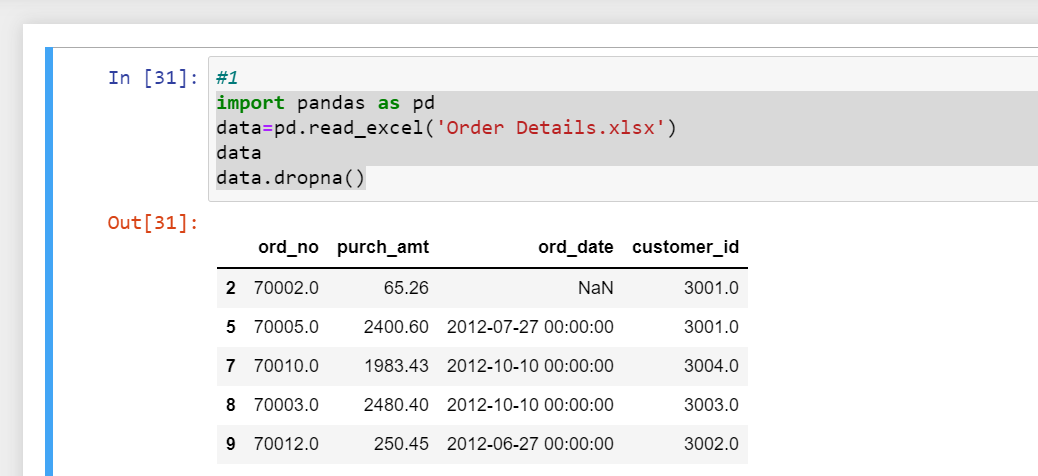 In [31]: #1
import pandas as pd
data=pd.read_excel('Order Details.xlsx')
data
data.dropna()
Out[31]:
ord_no purch_amt ord_date customer_id
2 70002.0 65.26 NaN 3001.0
5 70005.0 2400.60 2012-07-27 00:00:00 3001.0
7 70010.0 1983.43 2012-10-10 00:00:00 3004.0
8 70003.0 2480.40 2012-10-10 00:00:00 3003.0
9 70012.0 250.45 2012-06-27 00:00:00 3002.0